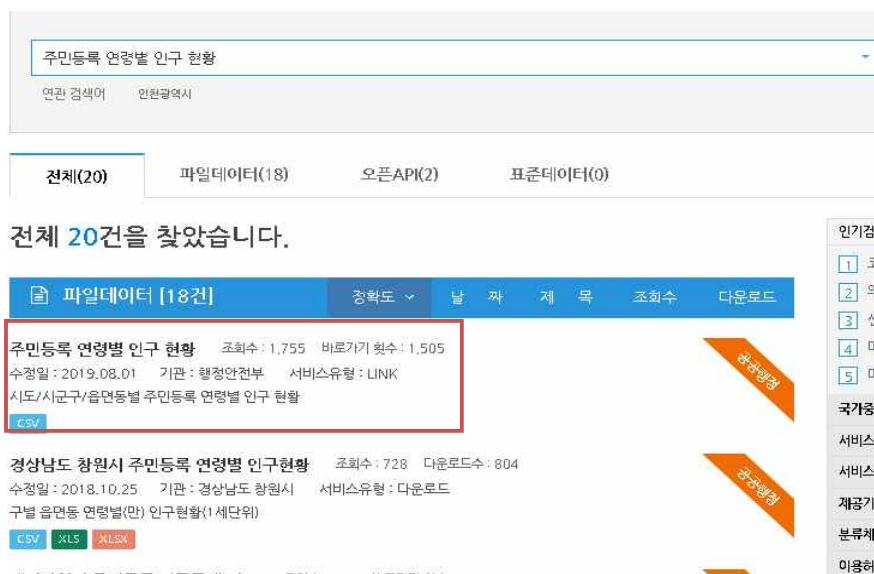 주민등록 연령별 인구 현황
연관 검색어 인천광역시
전체(20) 파일데이터(18) 오픈API(2) 표준데이터(0)
전체 20건을 찾았습니다.
파일데이터 [18건] 정확도 날 짜 제 목 조회수 다운로드
주민등록 연령별 인구 현황 조회수 : 1,755 바로가기 횟수 : 1,505
수정일 : 2019.08.01 기관 : 행정안전부 서비스유형 : LINK
시도/시군구/읍면동별 주민등록 연령별 인구 현황
CSV
공공행정
경상남도 창원시 주민등록 연령별 인구현황 조회수 : 728 다운로드수 : 804
수정일 : 2018.10.25 기관 : 경상남도 창원시 서비스유형 : 다운로드
구별 읍면동 연령별(만) 인구현황(1세단위)
CSV XLS XLSX
공공행정
인기검
1
2
3
4
5
국가중
서비스
서비스
제공기
분류체
이용허